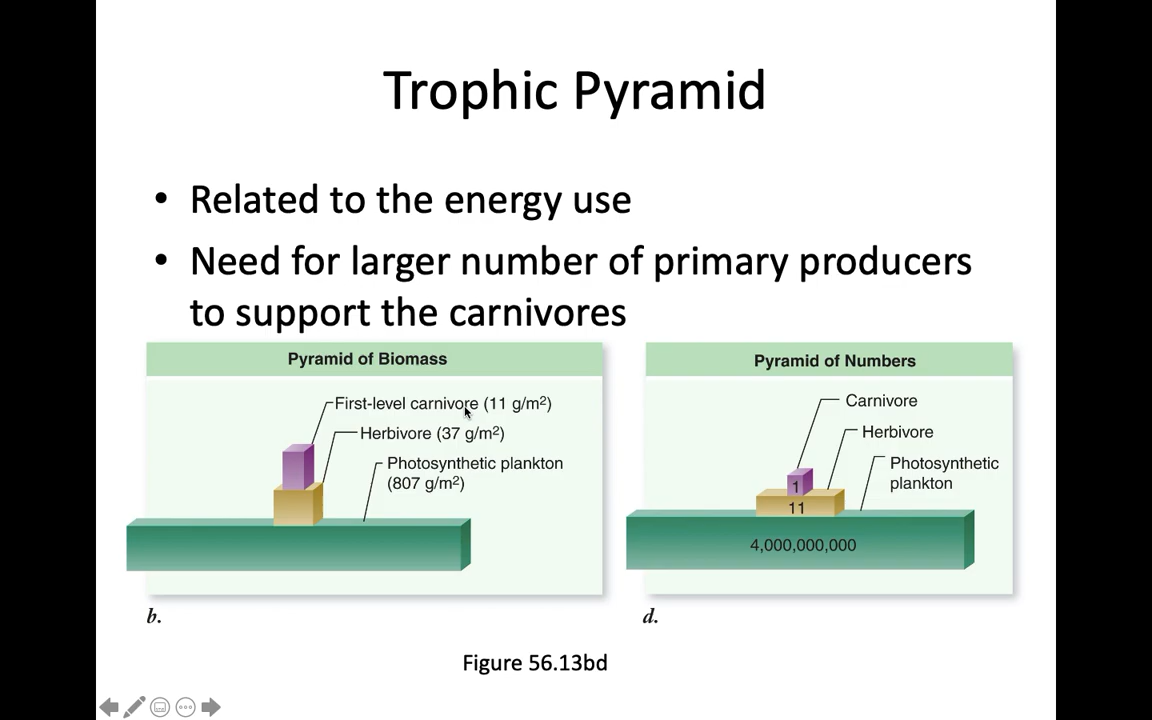 Trophic Pyramid
• Related to the energy use
• Need for larger number of primary producers
to support the carnivores
Pyramid of Biomass
First-level carnivore (11 g/m²)
Herbivore (37 g/m²)
Photosynthetic plankton
(807 g/m²)
b.
Pyramid of Numbers
Carnivore
Herbivore
Photosynthetic
plankton
1
11
4,000,000,000
d.
Figure 56.13bd